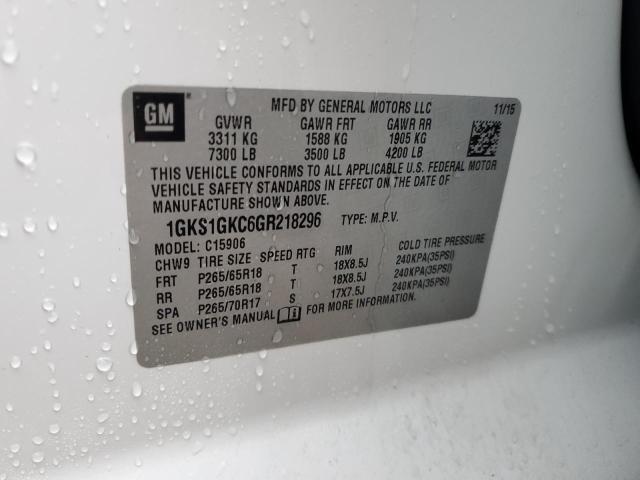 GM
MFD BY GENERAL MOTORS LLC 11/15
GVWR GAWR FRT GAWR RR
3311 KG 1588 KG 1905 KG
7300 LB 3500 LB 4200 LB
THIS VEHICLE CONFORMS TO ALL APPLICABLE U.S. FEDERAL MOTOR
VEHICLE SAFETY STANDARDS IN EFFECT ON THE DATE OF
MANUFACTURE SHOWN ABOVE.
1GKS1GKC6GR218296 TYPE: M.P.V.
MODEL: C15906
CHW9 TIRE SIZE SPEED RTG RIM COLD TIRE PRESSURE
FRT P265/65R18 T 18X8.5J 240KPA(35PSI)
RR P265/65R18 T 18X8.5J 240KPA(35PSI)
SPA P265/70R17 S 17X7.5J 240KPA(35PSI)
SEE OWNER'S MANUAL FOR MORE INFORMATION.